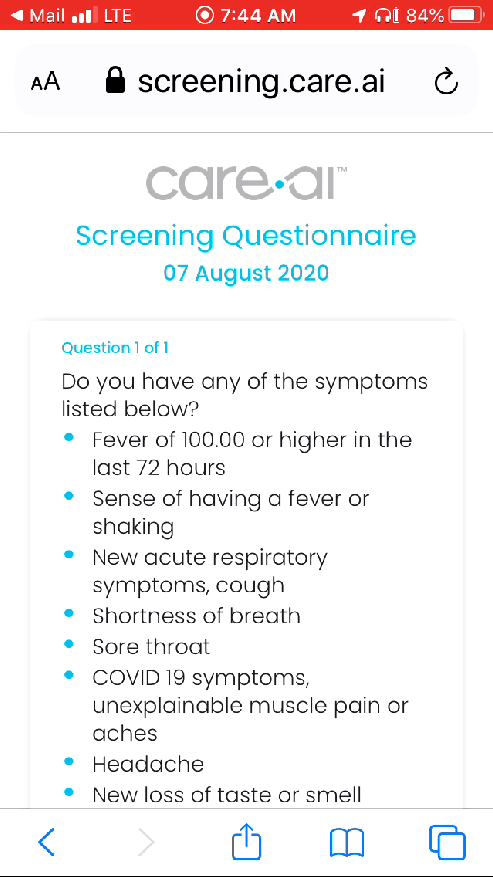 Mail LTE 7:44 AM 84%
AA screening.care.ai
care.ai™
Screening Questionnaire
07 August 2020
Question 1 of 1
Do you have any of the symptoms
listed below?
• Fever of 100.00 or higher in the
last 72 hours
• Sense of having a fever or
shaking
• New acute respiratory
symptoms, cough
• Shortness of breath
• Sore throat
• COVID 19 symptoms,
unexplainable muscle pain or
aches
• Headache
• New loss of taste or smell